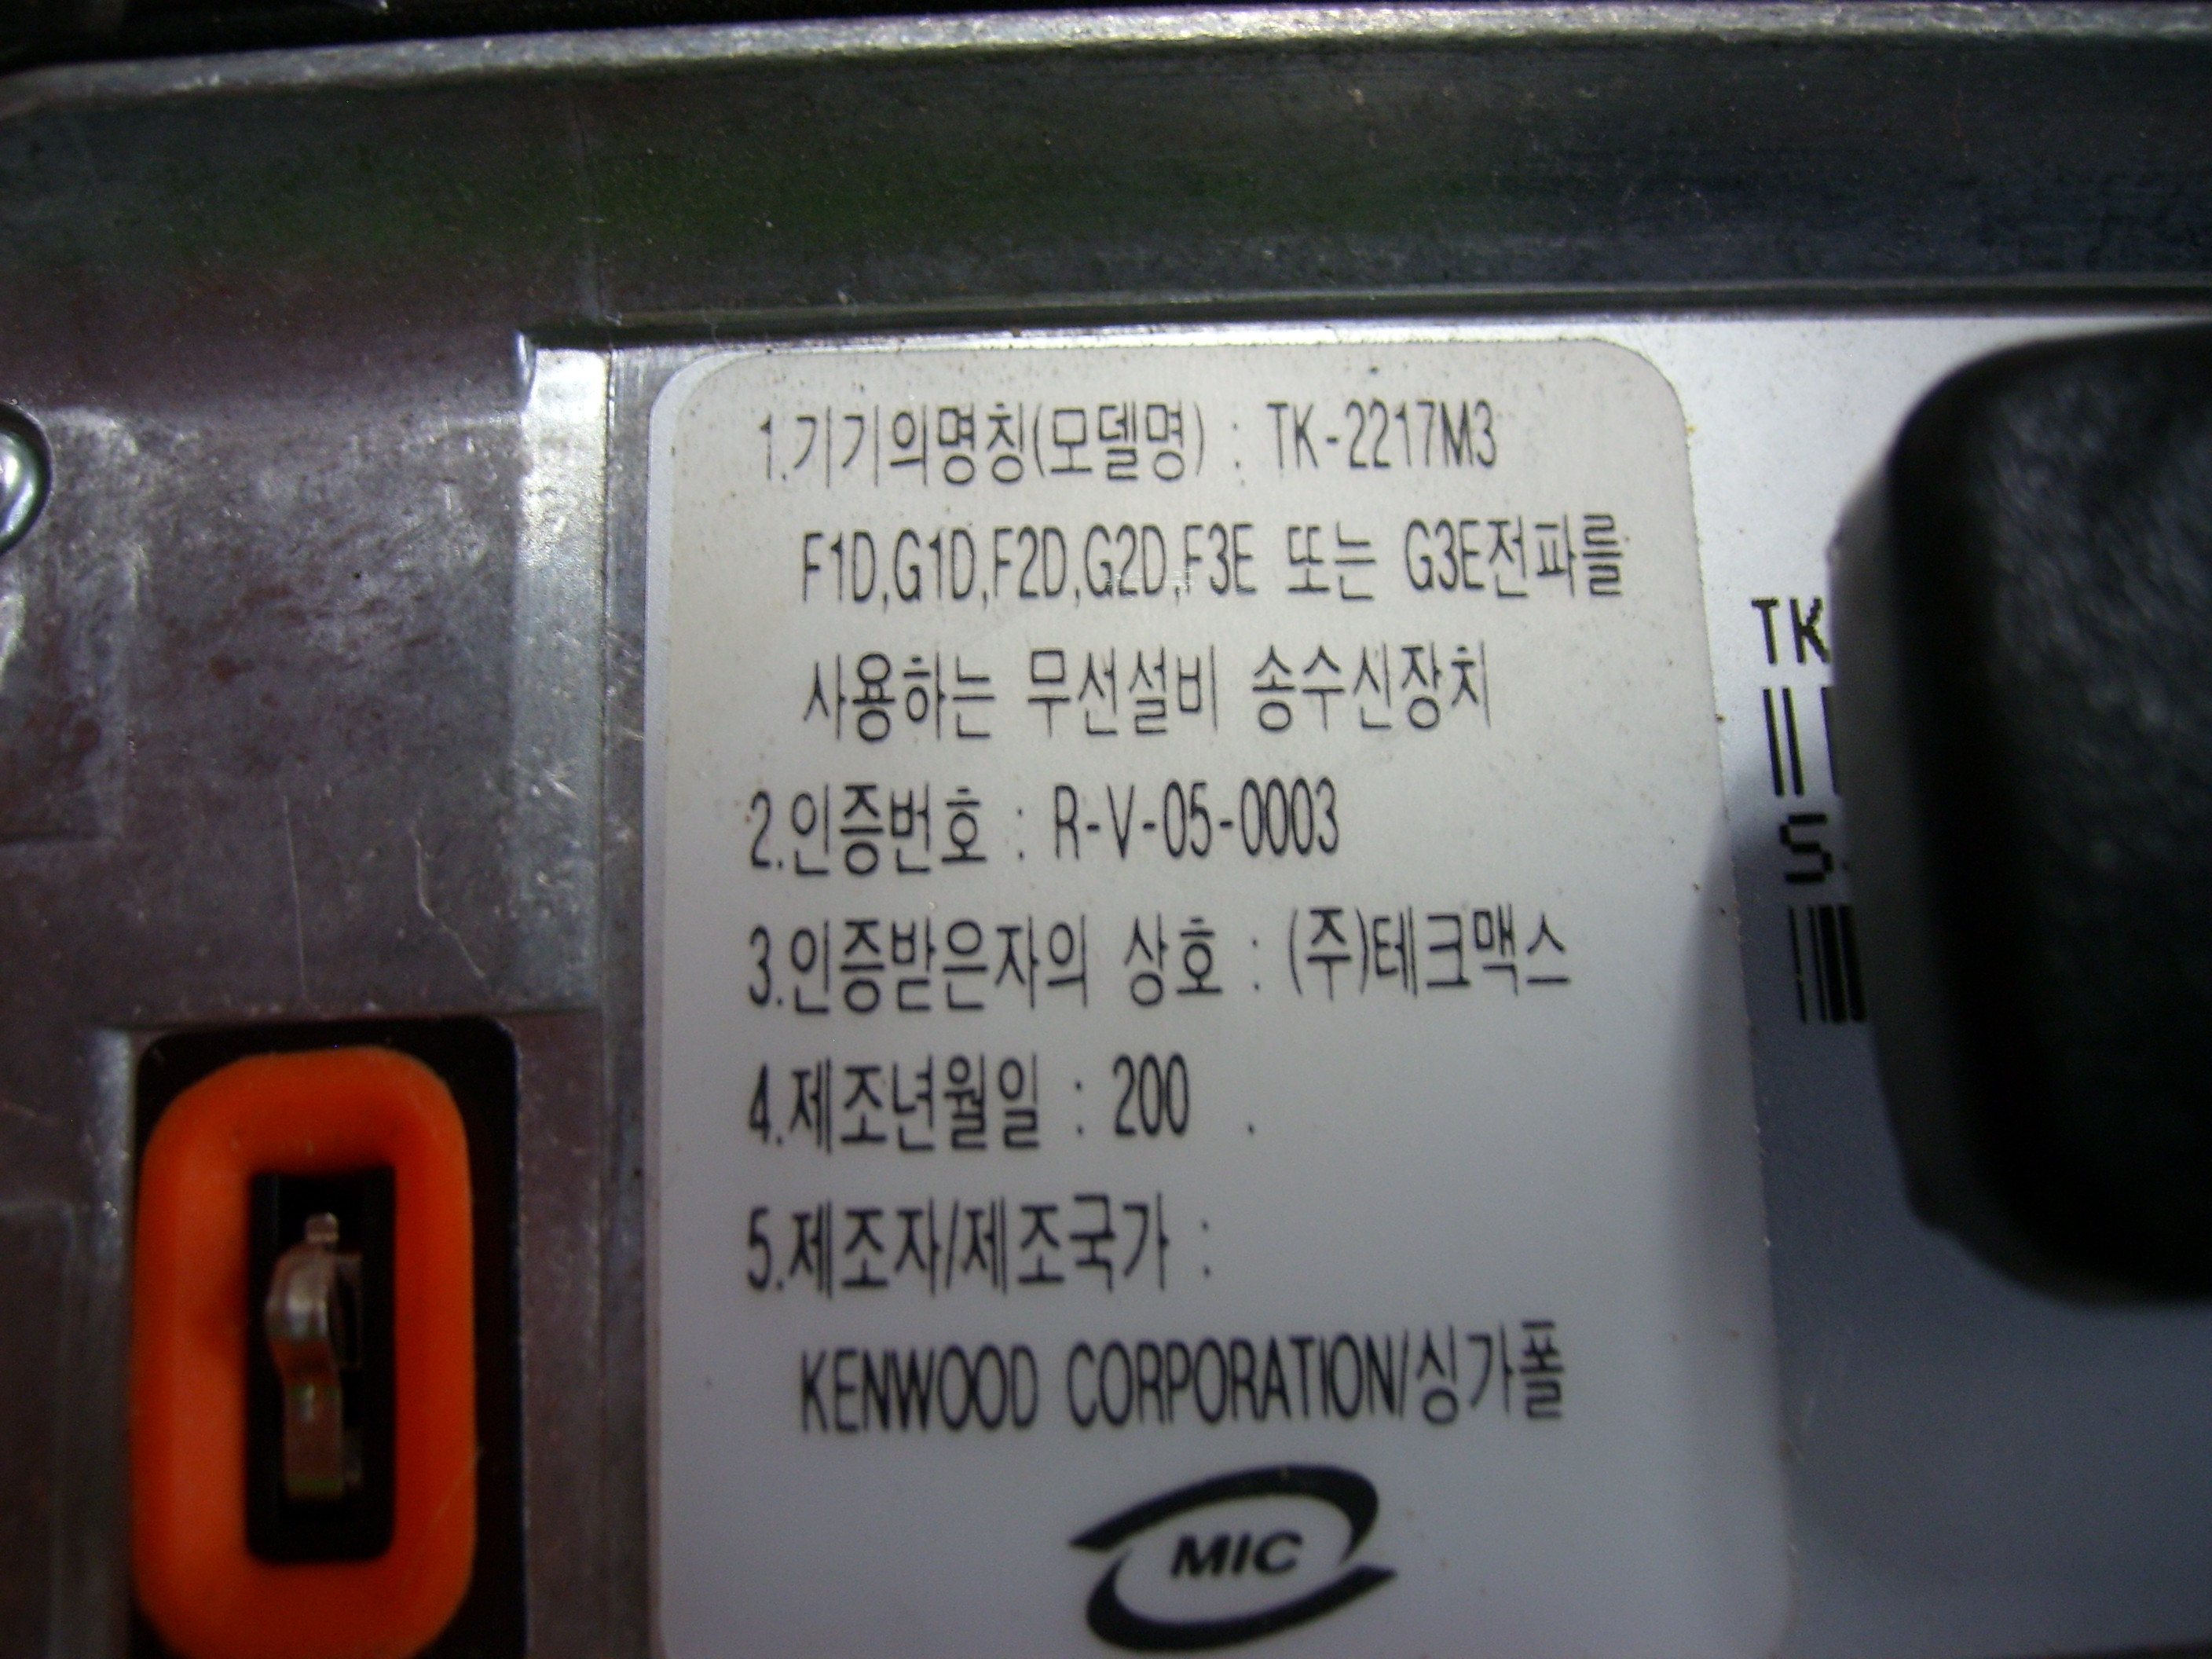 1.기기의명칭(모델명) : TK-2217M3
F1D,G1D,F2D,G2D,F3E 또는 G3E전파를
사용하는 무선설비 송수신장치
2.인증번호 : R-V-05-0003
3.인증받은자의 상호 : (주)테크맥스
4.제조년월일 : 200 .
5.제조자/제조국가 :
KENWOOD CORPORATION/싱가폴
MIC
TK
S